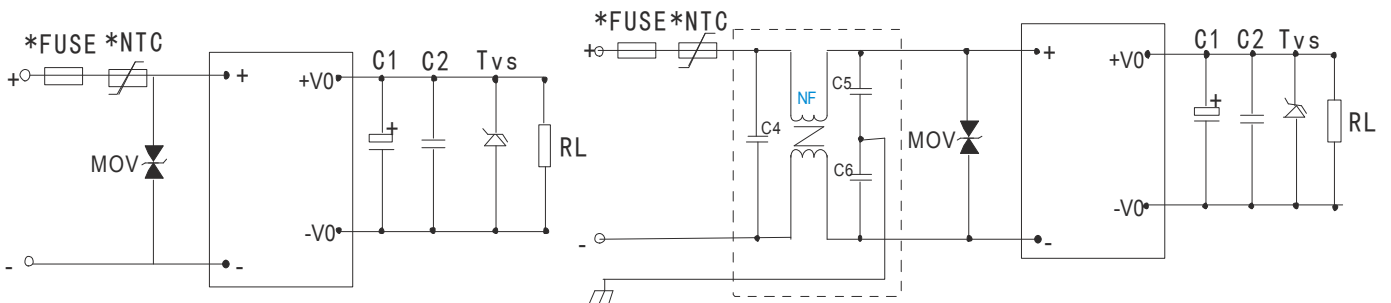 *FUSE *NTC
+
+
+V0
C1
+
C2
Tvs
RL
MOV
-V0
-
-
*FUSE*NTC
+
C4
NF
C5
C6
MOV
+
+V0
C1
+
C2
Tvs
RL
-V0
-
-